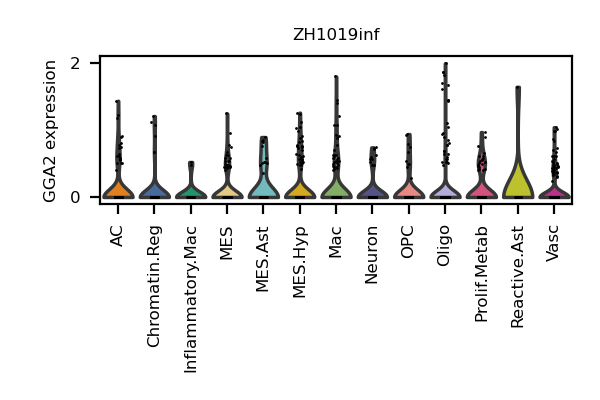 ZH1019inf
GGA2 expression
2
0
AC
Chromatin.Reg
Inflammatory.Mac
MES
MES.Ast
MES.Hyp
Mac
Neuron
OPC
Oligo
Prolif.Metab
Reactive.Ast
Vasc